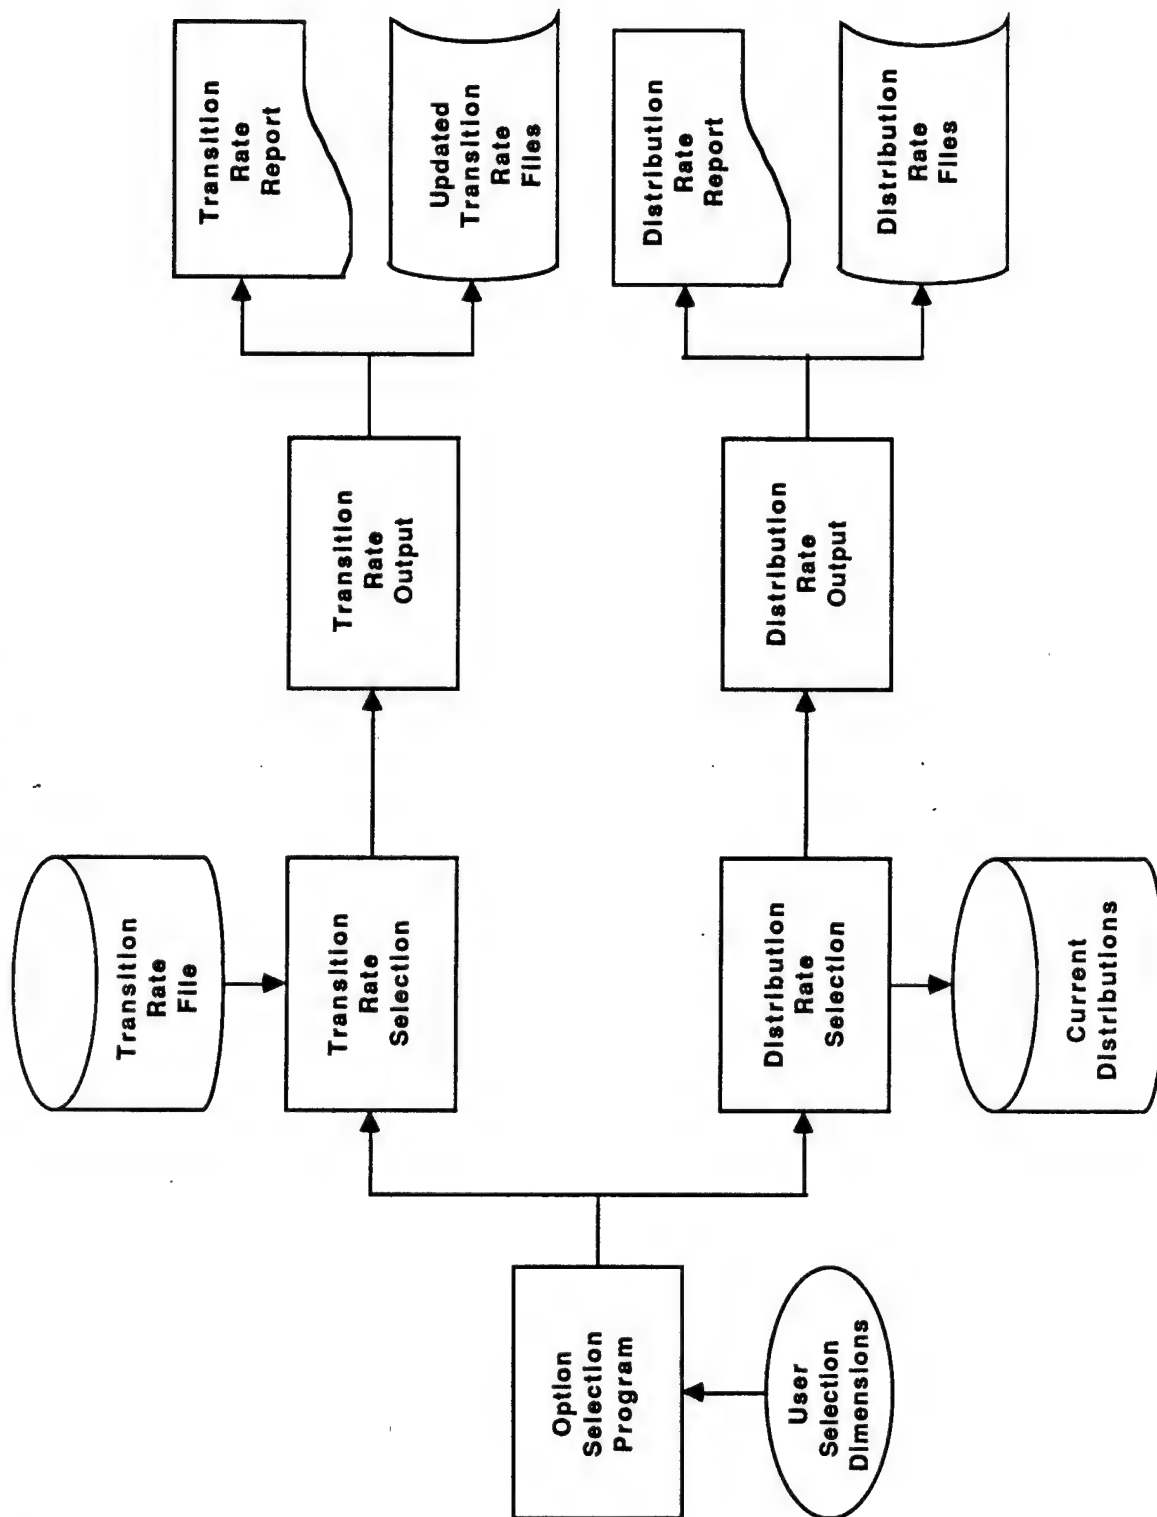 Transition
Rate
File
Transition
Rate
Selection
Transition
Rate
Output
Transition
Rate
Report
Updated
Transition
Rate
Files
Option
Selection
Program
User
Selection
Dimensions
Distribution
Rate
Selection
Distribution
Rate
Output
Distribution
Rate
Report
Distribution
Rate
Files
Current
Distributions